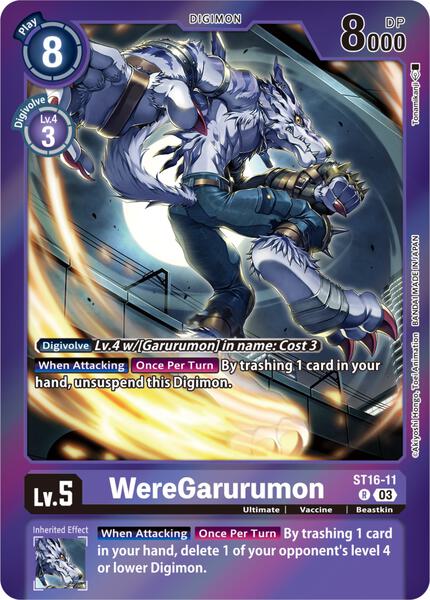 Play
8
DIGIMON
8000 DP
Digivolve
Lv.4
3
Tonamikanji
©Akiyoshi Hongo, Toei Animation BANDAI MADE IN JAPAN
Digivolve Lv.4 w/[Garurumon] in name: Cost 3
When Attacking Once Per Turn By trashing 1 card in your
hand, unsuspend this Digimon.
Lv.5
WereGarurumon
ST16-11
R 03
Ultimate | Vaccine | Beastkin
Inherited Effect
When Attacking Once Per Turn By trashing 1 card
in your hand, delete 1 of your opponent's level 4
or lower Digimon.